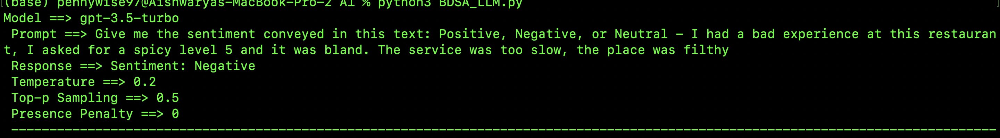 (base) pennywise97@Aishwaryas-MacBook-Pro-2 AI % python3 BDSA_LLM.py
Model ==> gpt-3.5-turbo
Prompt ==> Give me the sentiment conveyed in this text: Positive, Negative, or Neutral - I had a bad experience at this restauran
t, I asked for a spicy level 5 and it was bland. The service was too slow, the place was filthy
Response ==> Sentiment: Negative
Temperature ==> 0.2
Top-p Sampling ==> 0.5
Presence Penalty ==> 0